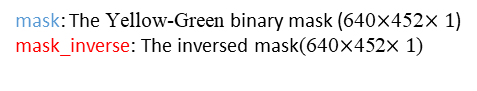 mask: The Yellow-Green binary mask (640×452× 1)
mask_inverse: The inversed mask(640×452× 1)